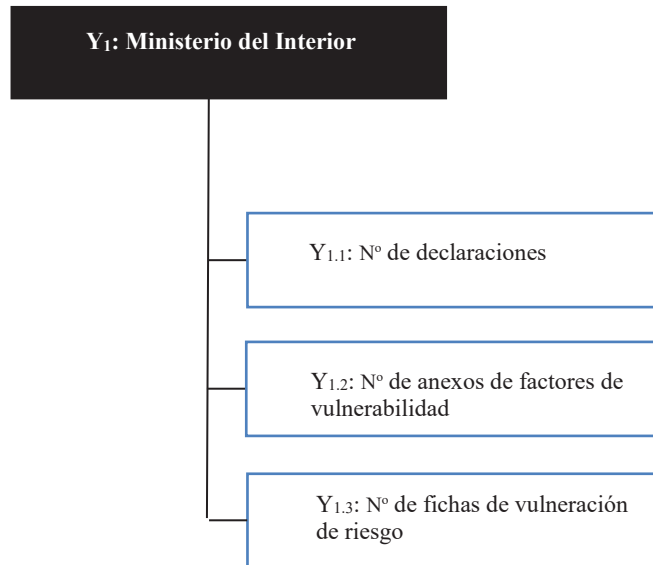 Y₁: Ministerio del Interior
Y₁.₁: Nº de declaraciones
Y₁.₂: Nº de anexos de factores de
vulnerabilidad
Y₁.₃: Nº de fichas de vulneración
de riesgo